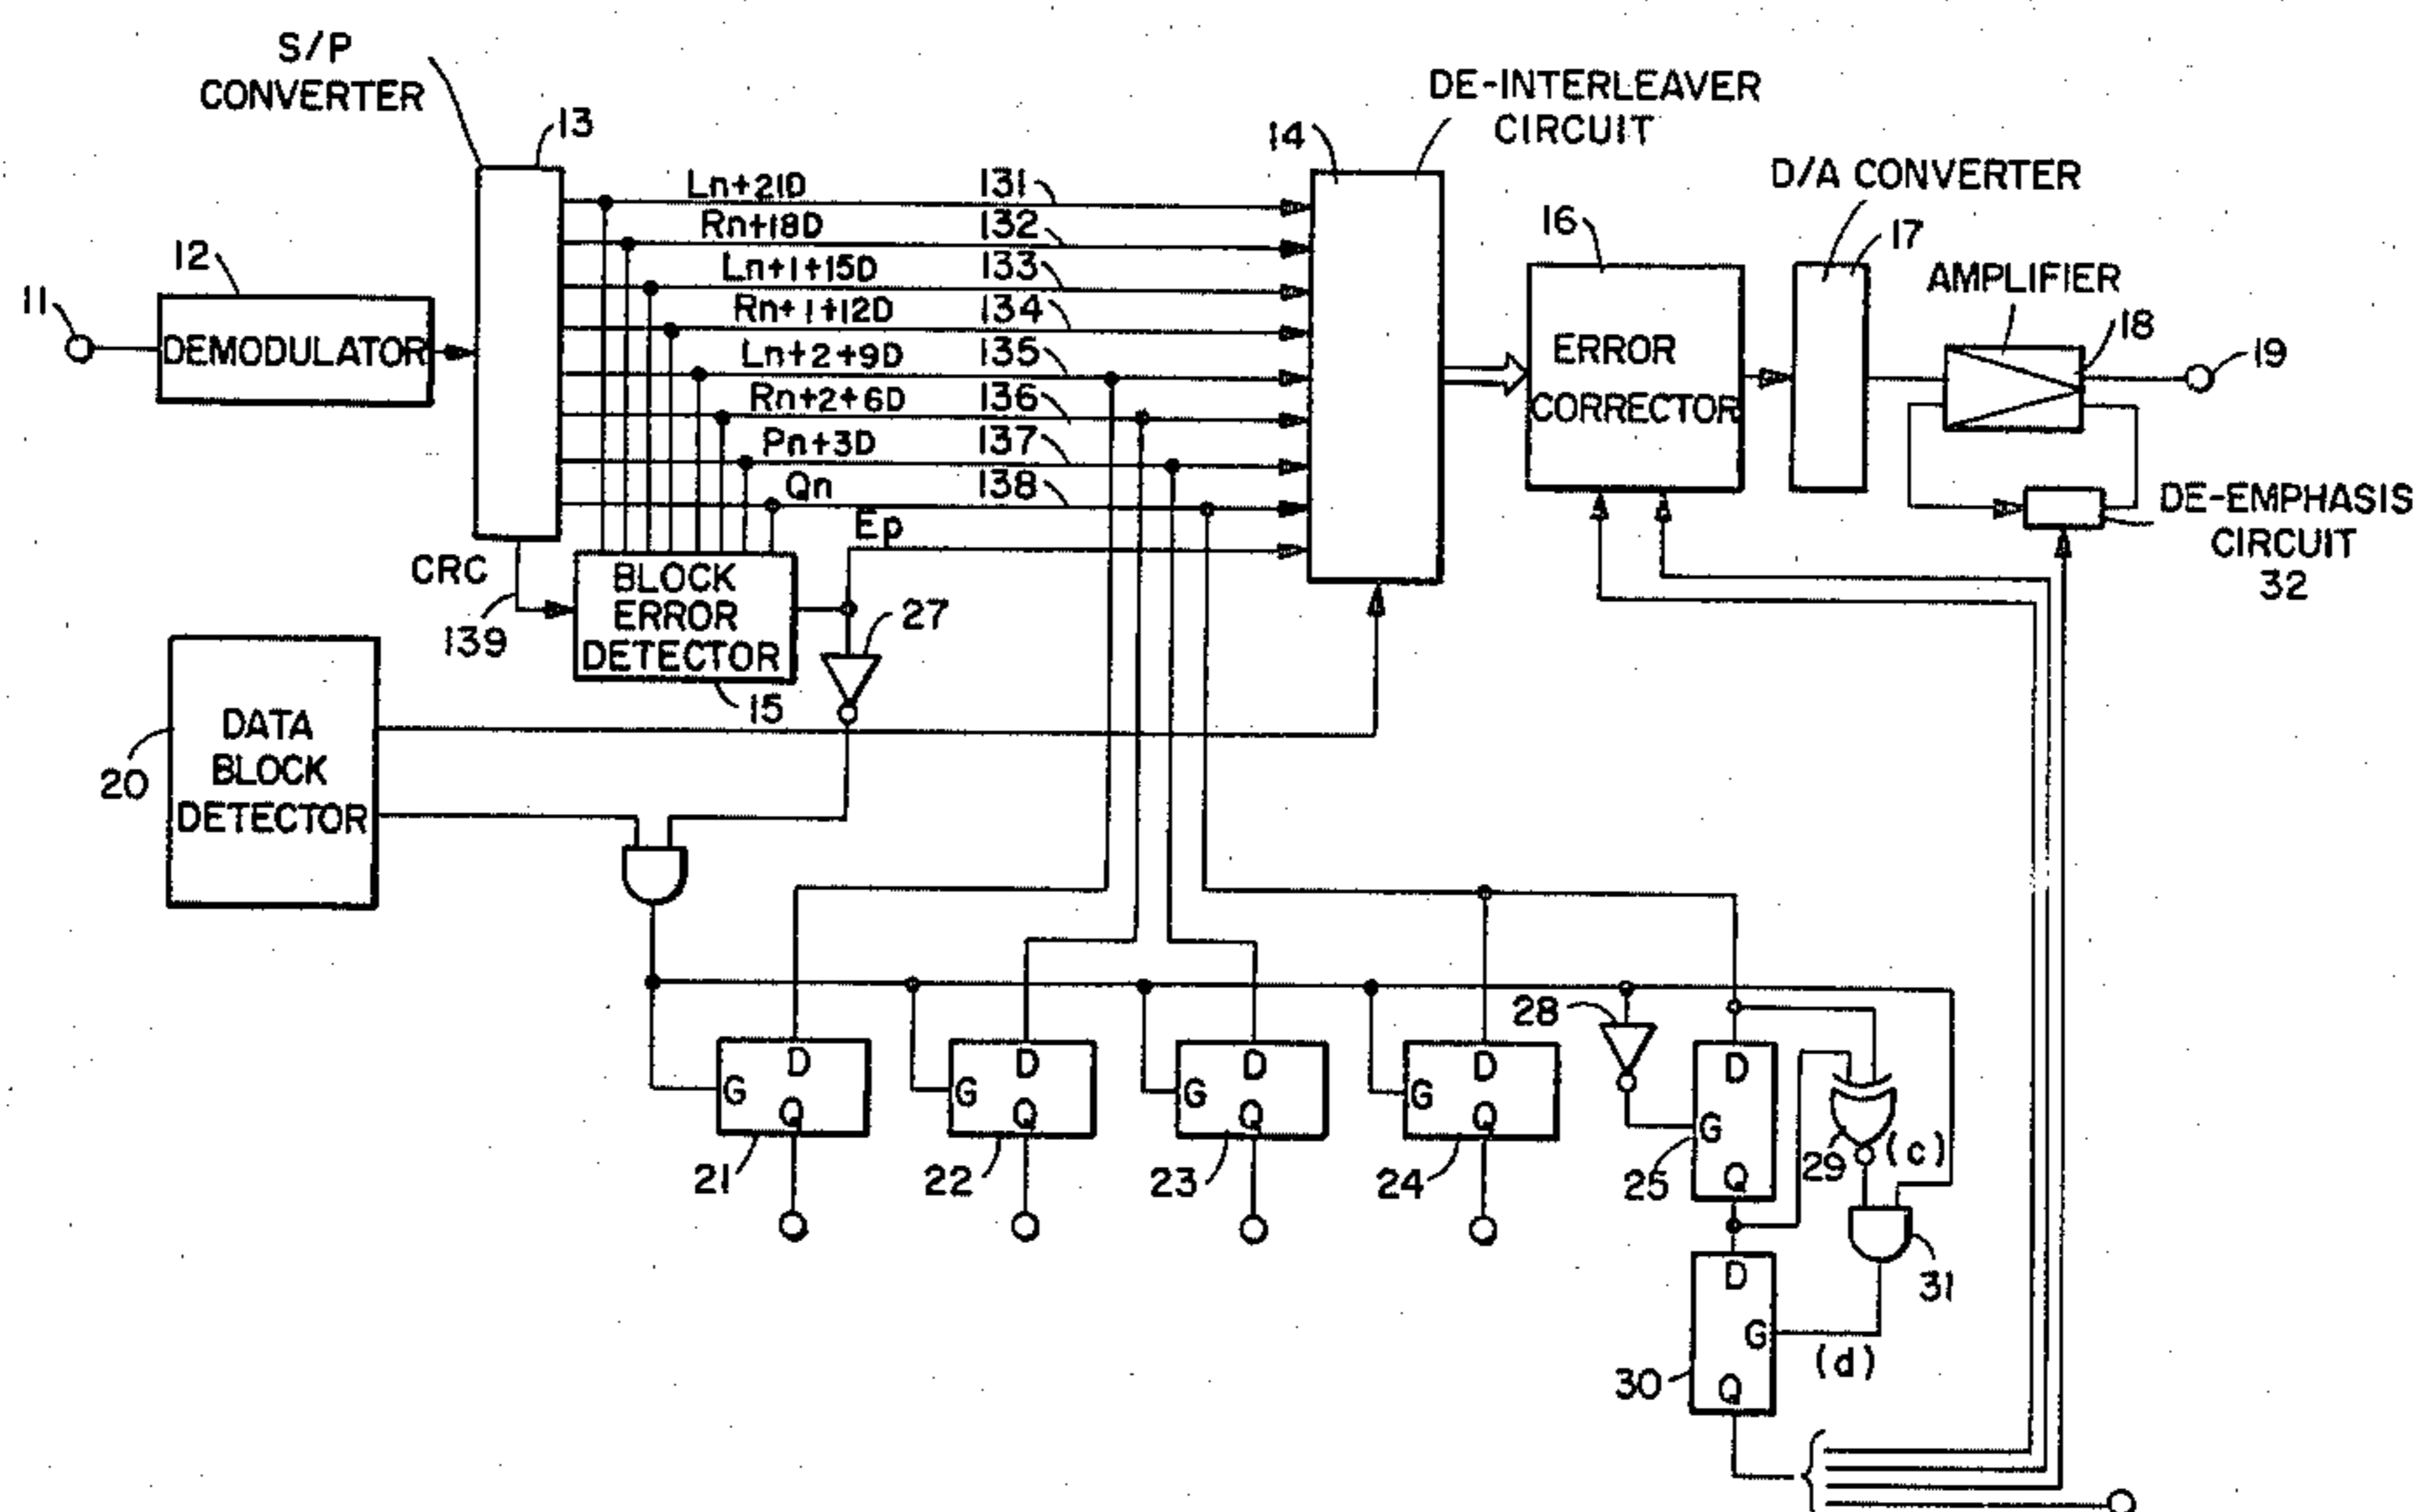 S/P
CONVERTER
13
12
11
DEMODULATOR
Ln+21D
131
Rn+18D
132
Ln+1+15D
133
Rn+1+12D
134
Ln+2+9D
135
Rn+2+6D
136
Pn+3D
137
Qn
138
Ep
14
DE-INTERLEAVER
CIRCUIT
16
ERROR
CORRECTOR
D/A CONVERTER
17
AMPLIFIER
18
19
DE-EMPHASIS
CIRCUIT
32
CRC
139
BLOCK
ERROR
DETECTOR
15
27
DATA
BLOCK
DETECTOR
20
D
G
Q
21
D
G
Q
22
D
G
Q
23
D
G
Q
24
28
D
G
Q
25
29
(c)
31
D
G
Q
30
(d)